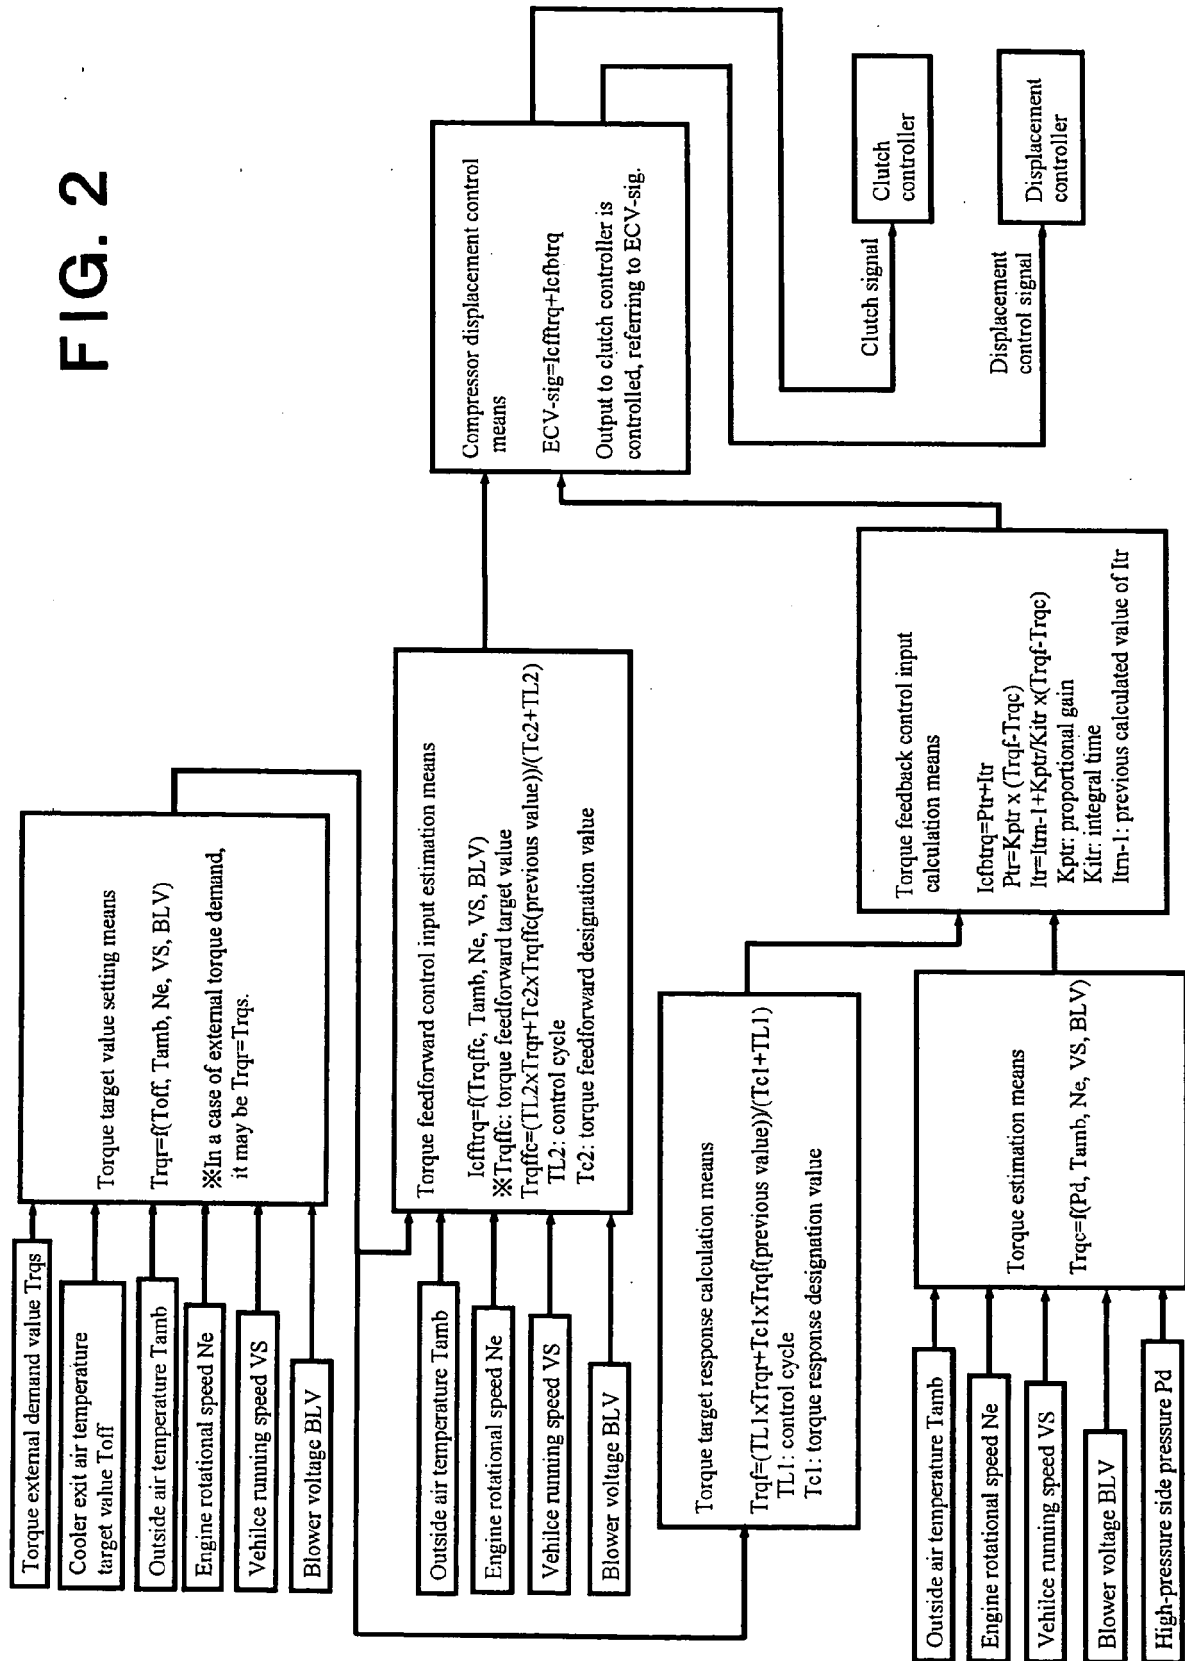 FIG. 2
Torque external demand value Trqs
Cooler exit air temperature
target value Toff
Outside air temperature Tamb
Engine rotational speed Ne
Vehilce running speed VS
Blower voltage BLV
Torque target value setting means
Trqr=f(Toff, Tamb, Ne, VS, BLV)
※In a case of external torque demand,
it may be Trqr=Trqs.
Outside air temperature Tamb
Engine rotational speed Ne
Vehilce running speed VS
Blower voltage BLV
Torque feedforward control input estimation means
Icfftrq=f(Trqffc, Tamb, Ne, VS, BLV)
※Trqffc: torque feedforward target value
Trqffc=(TL2xTrqr+Tc2xTrqffc(previous value))/(Tc2+TL2)
TL2: control cycle
Tc2: torque feedforward designation value
Compressor displacement control
means
ECV-sig=Icfftrq+Icfbtrq
Output to clutch controller is
controlled, referring to ECV-sig.
Torque target response calculation means
Trqf=(TL1xTrqr+Tc1xTrqf(previous value))/(Tc1+TL1)
TL1: control cycle
Tc1: torque response designation value
Outside air temperature Tamb
Engine rotational speed Ne
Vehilce running speed VS
Blower voltage BLV
High-pressure side pressure Pd
Torque estimation means
Trqc=f(Pd, Tamb, Ne, VS, BLV)
Torque feedback control input
calculation means
Icfbtrq=Ptr+Itr
Ptr=Kptr x (Trqf-Trqc)
Itr=Itrn-1+Kptr/Kitr x(Trqf-Trqc)
Kptr: proportional gain
Kitr: integral time
Itrn-1: previous calculated value of Itr
Clutch signal
Clutch
controller
Displacement
control signal
Displacement
controller